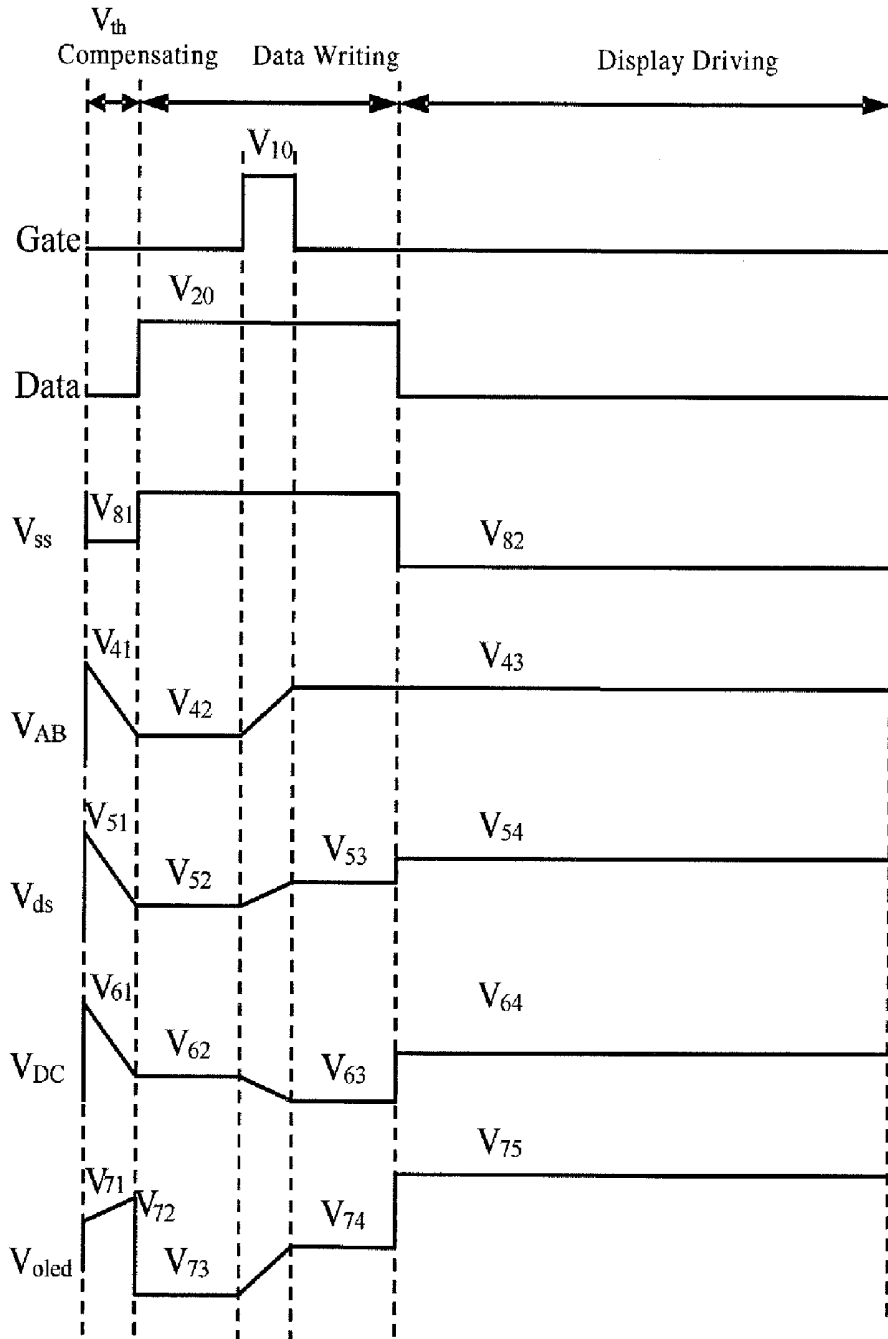 Vth
Compensating Data Writing Display Driving
V10
Gate
V20
Data
V81
Vss
V82
V41
V43
V42
VAB
V51
V54
V53
V52
Vds
V61
V64
V62
VDC
V63
V75
V71
V72
V74
V73
Voled